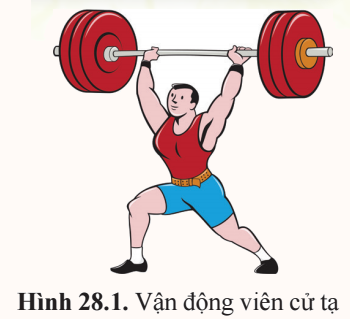 Hình 28.1. Vận động viên cử tạ